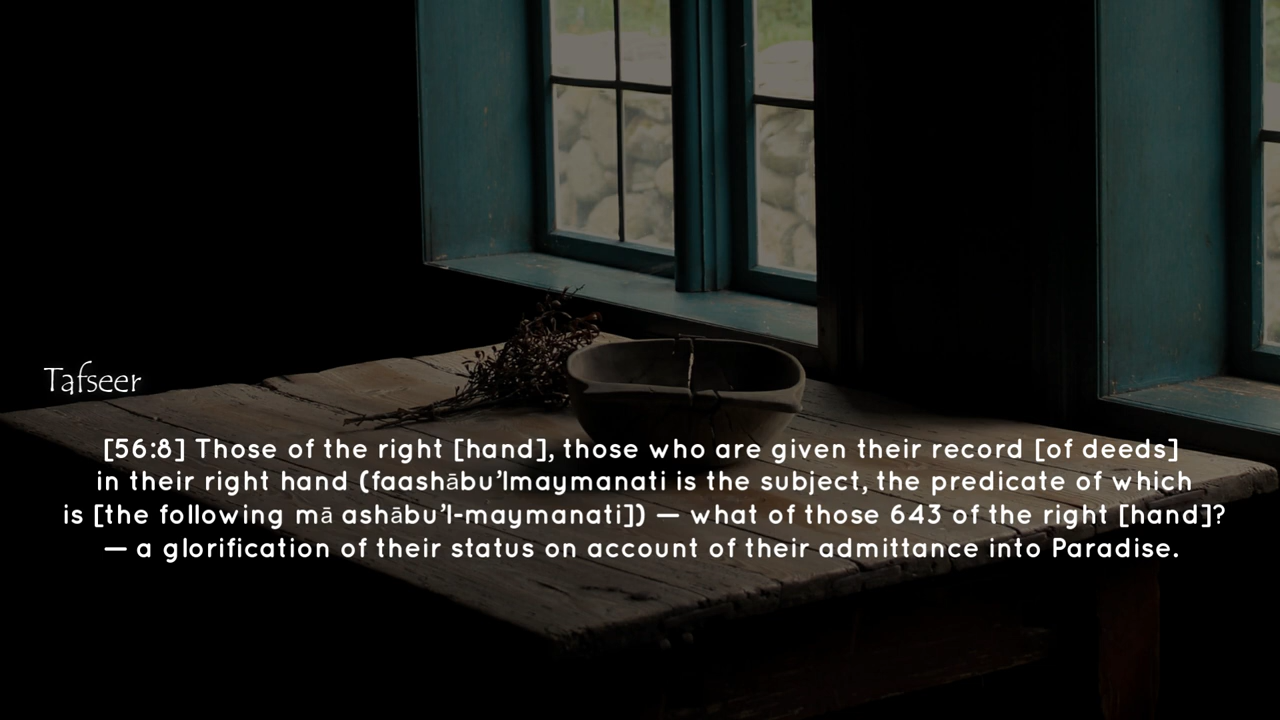 Tafseer
[56:8] Those of the right [hand], those who are given their record [of deeds]
in their right hand (faashābu’lmaymanati is the subject, the predicate of which
is [the following mā ashābu’l-maymanati]) — what of those 643 of the right [hand]?
— a glorification of their status on account of their admittance into Paradise.